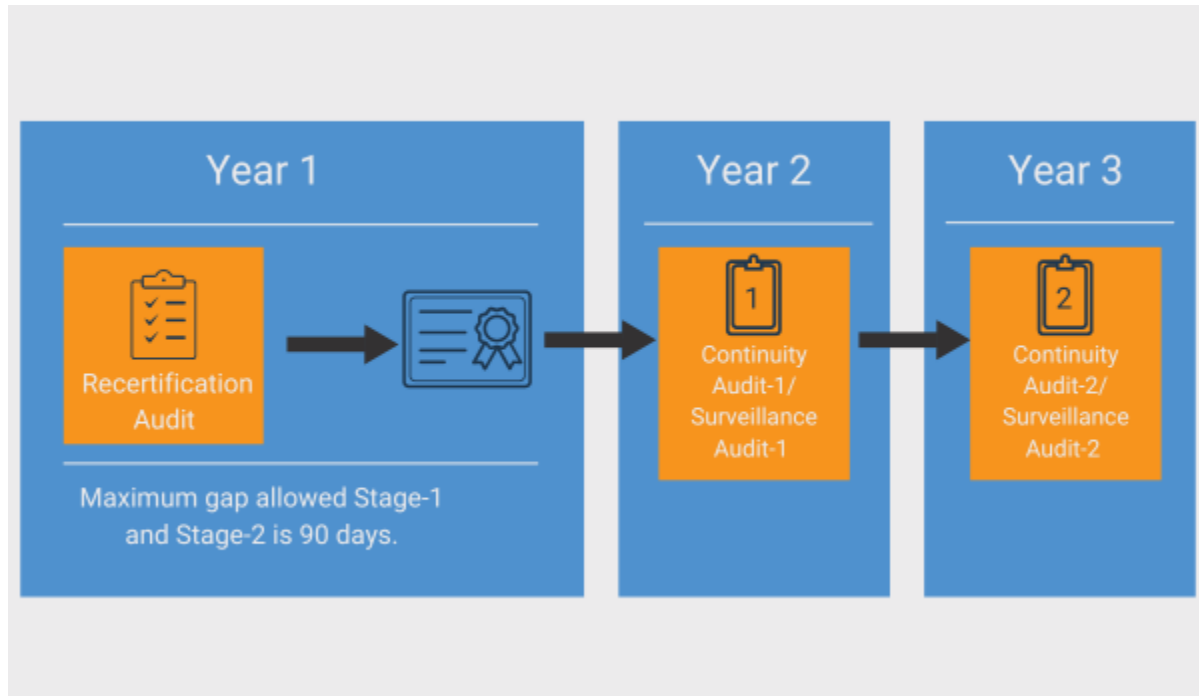 Year 1
Recertification
Audit
Maximum gap allowed Stage-1
and Stage-2 is 90 days.
Year 2
1
Continuity
Audit-1/
Surveillance
Audit-1
Year 3
2
Continuity
Audit-2/
Surveillance
Audit-2